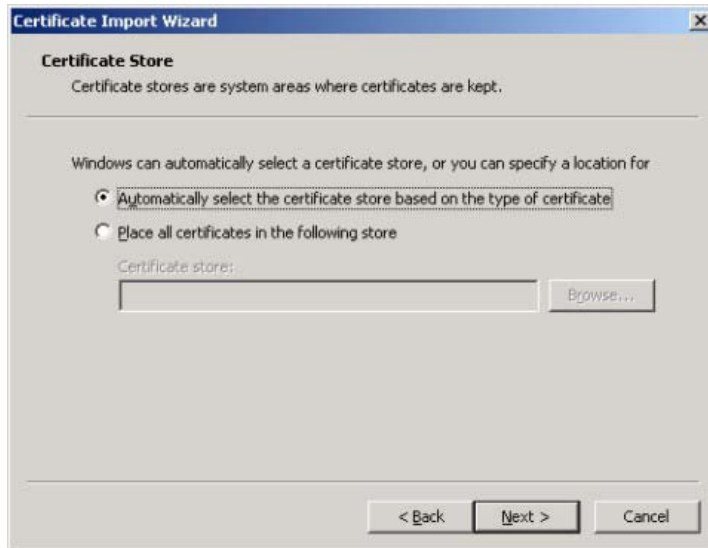 Certificate Import Wizard
Certificate Store
Certificate stores are system areas where certificates are kept.
Windows can automatically select a certificate store, or you can specify a location for
Automatically select the certificate store based on the type of certificate
Place all certificates in the following store
Certificate store:
Browse...
< Back Next > Cancel